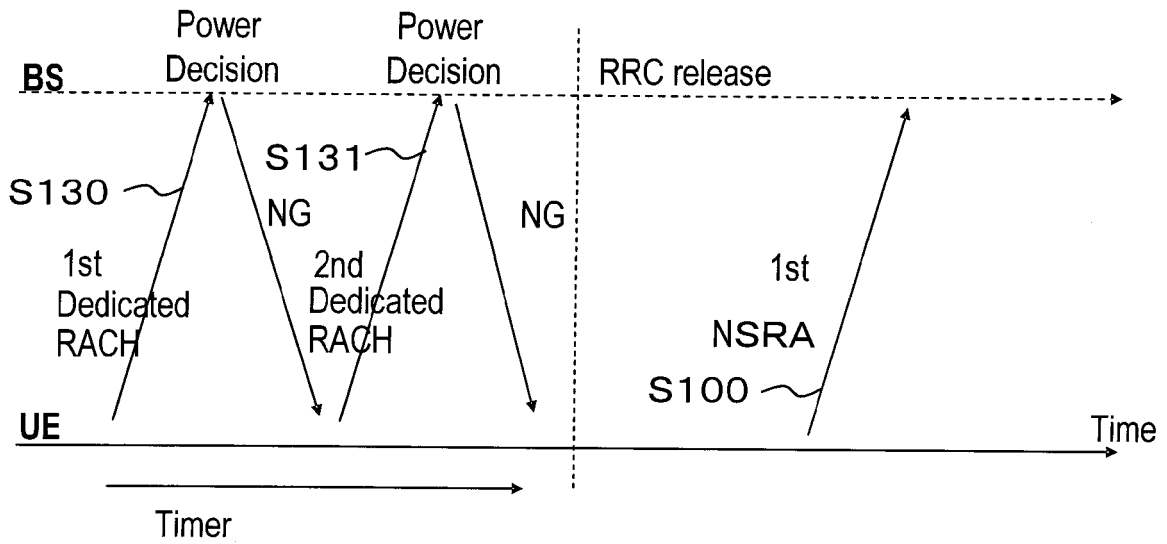 Power
Decision
Power
Decision
BS
RRC release
S130
S131
NG
NG
1st
Dedicated
RACH
2nd
Dedicated
RACH
1st
NSRA
S100
UE
Time
Timer